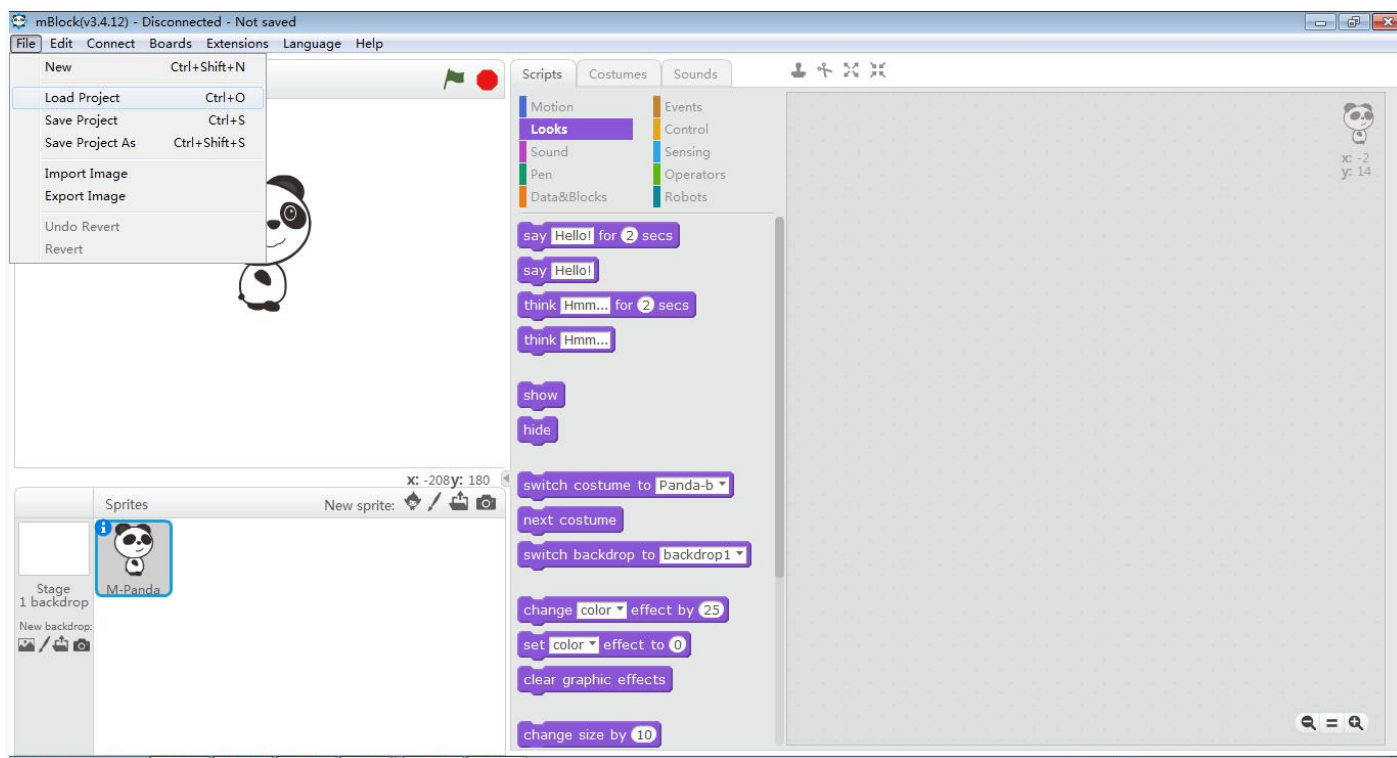 mBlock(v3.4.12) - Disconnected - Not saved
File Edit Connect Boards Extensions Language Help
New Ctrl+Shift+N
Load Project Ctrl+O
Save Project Ctrl+S
Save Project As Ctrl+Shift+S
Import Image
Export Image
Undo Revert
Revert
x: -208 y: 180
Sprites New sprite:
Stage
1 backdrop
New backdrop:
M-Panda
Scripts Costumes Sounds
Motion Events
Looks Control
Sound Sensing
Pen Operators
Data&Blocks Robots
say Hello! for 2 secs
say Hello!
think Hmm... for 2 secs
think Hmm...
show
hide
switch costume to Panda-b
next costume
switch backdrop to backdrop1
change color effect by 25
set color effect to 0
clear graphic effects
change size by 10
x: -2
y: 14